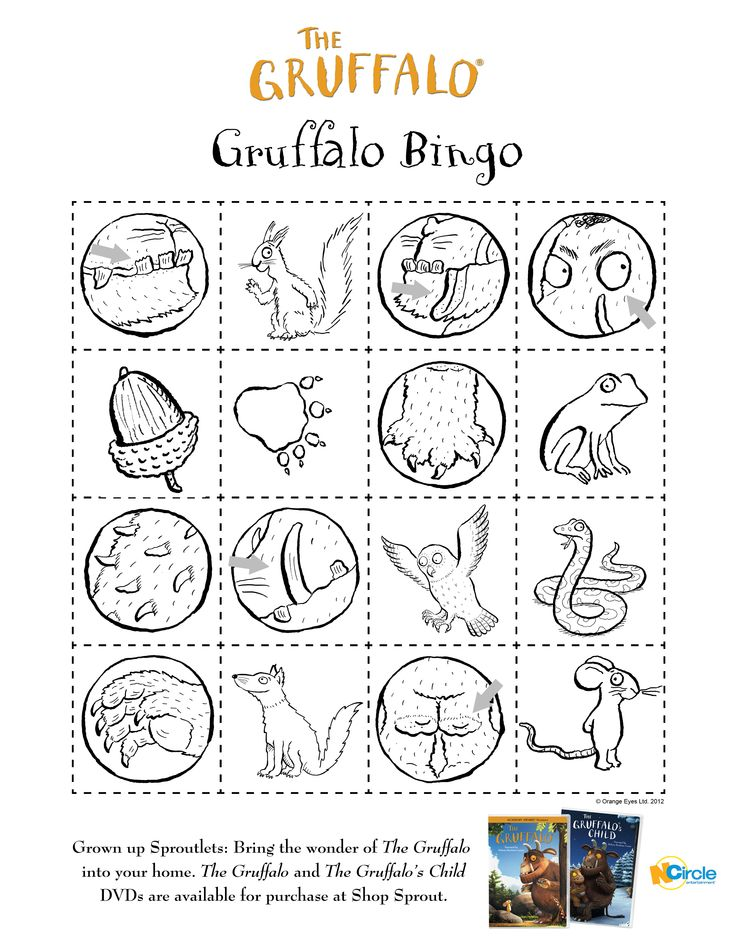 THE
GRUFFALO®
Gruffalo Bingo
© Orange Eyes Ltd. 2012
Grown up Sproutlets: Bring the wonder of The Gruffalo
into your home. The Gruffalo and The Gruffalo's Child
DVDs are available for purchase at Shop Sprout.
THE GRUFFALO
THE
GRUFFALO'S
CHILD
NCircle
entertainment